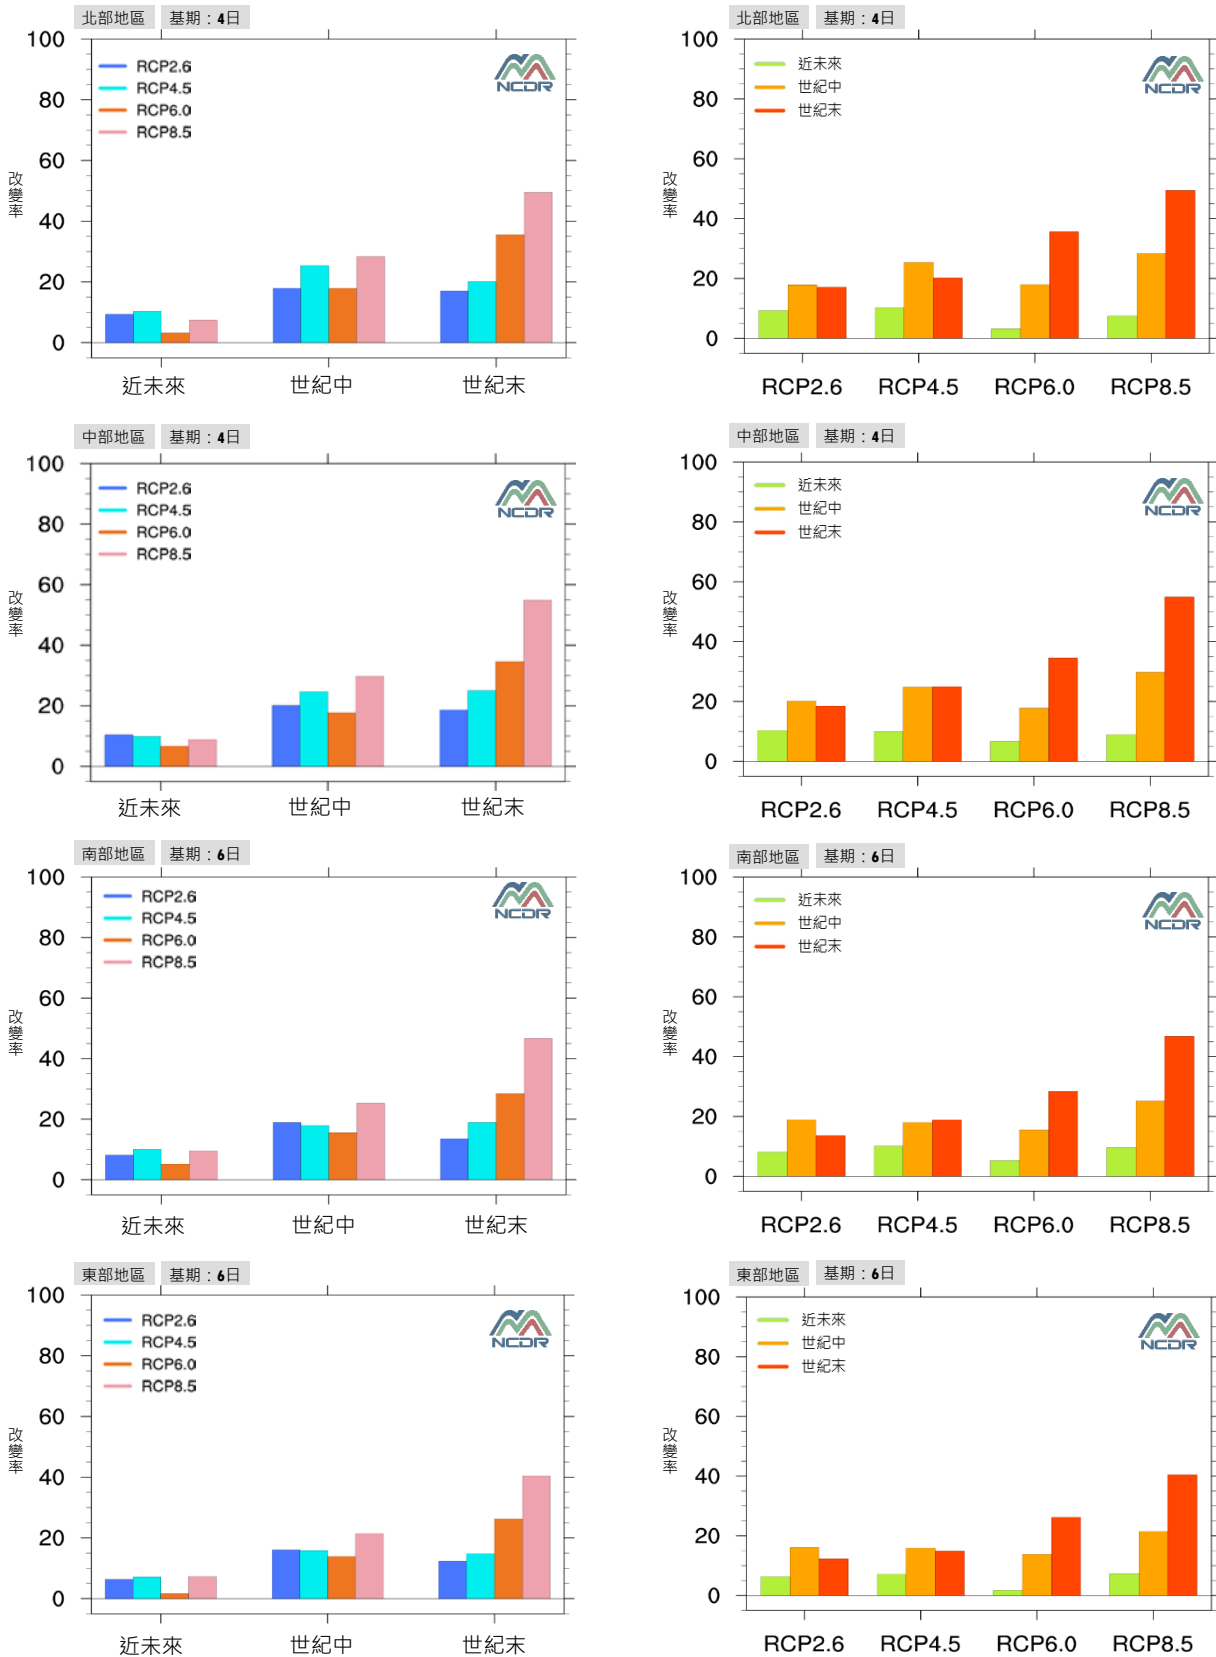 北部地區 基期：4日
100
80
60
40
20
0
改變率
RCP2.6
RCP4.5
RCP6.0
RCP8.5
NCDR
近未來 世紀中 世紀末
北部地區 基期：4日
100
80
60
40
20
0
改變率
近未來
世紀中
世紀末
NCDR
RCP2.6 RCP4.5 RCP6.0 RCP8.5
中部地區 基期：4日
100
80
60
40
20
0
改變率
RCP2.6
RCP4.5
RCP6.0
RCP8.5
NCDR
近未來 世紀中 世紀末
中部地區 基期：4日
100
80
60
40
20
0
改變率
近未來
世紀中
世紀末
NCDR
RCP2.6 RCP4.5 RCP6.0 RCP8.5
南部地區 基期：6日
100
80
60
40
20
0
改變率
RCP2.6
RCP4.5
RCP6.0
RCP8.5
NCDR
近未來 世紀中 世紀末
南部地區 基期：6日
100
80
60
40
20
0
改變率
近未來
世紀中
世紀末
NCDR
RCP2.6 RCP4.5 RCP6.0 RCP8.5
東部地區 基期：6日
100
80
60
40
20
0
改變率
RCP2.6
RCP4.5
RCP6.0
RCP8.5
NCDR
近未來 世紀中 世紀末
東部地區 基期：6日
100
80
60
40
20
0
改變率
近未來
世紀中
世紀末
NCDR
RCP2.6 RCP4.5 RCP6.0 RCP8.5